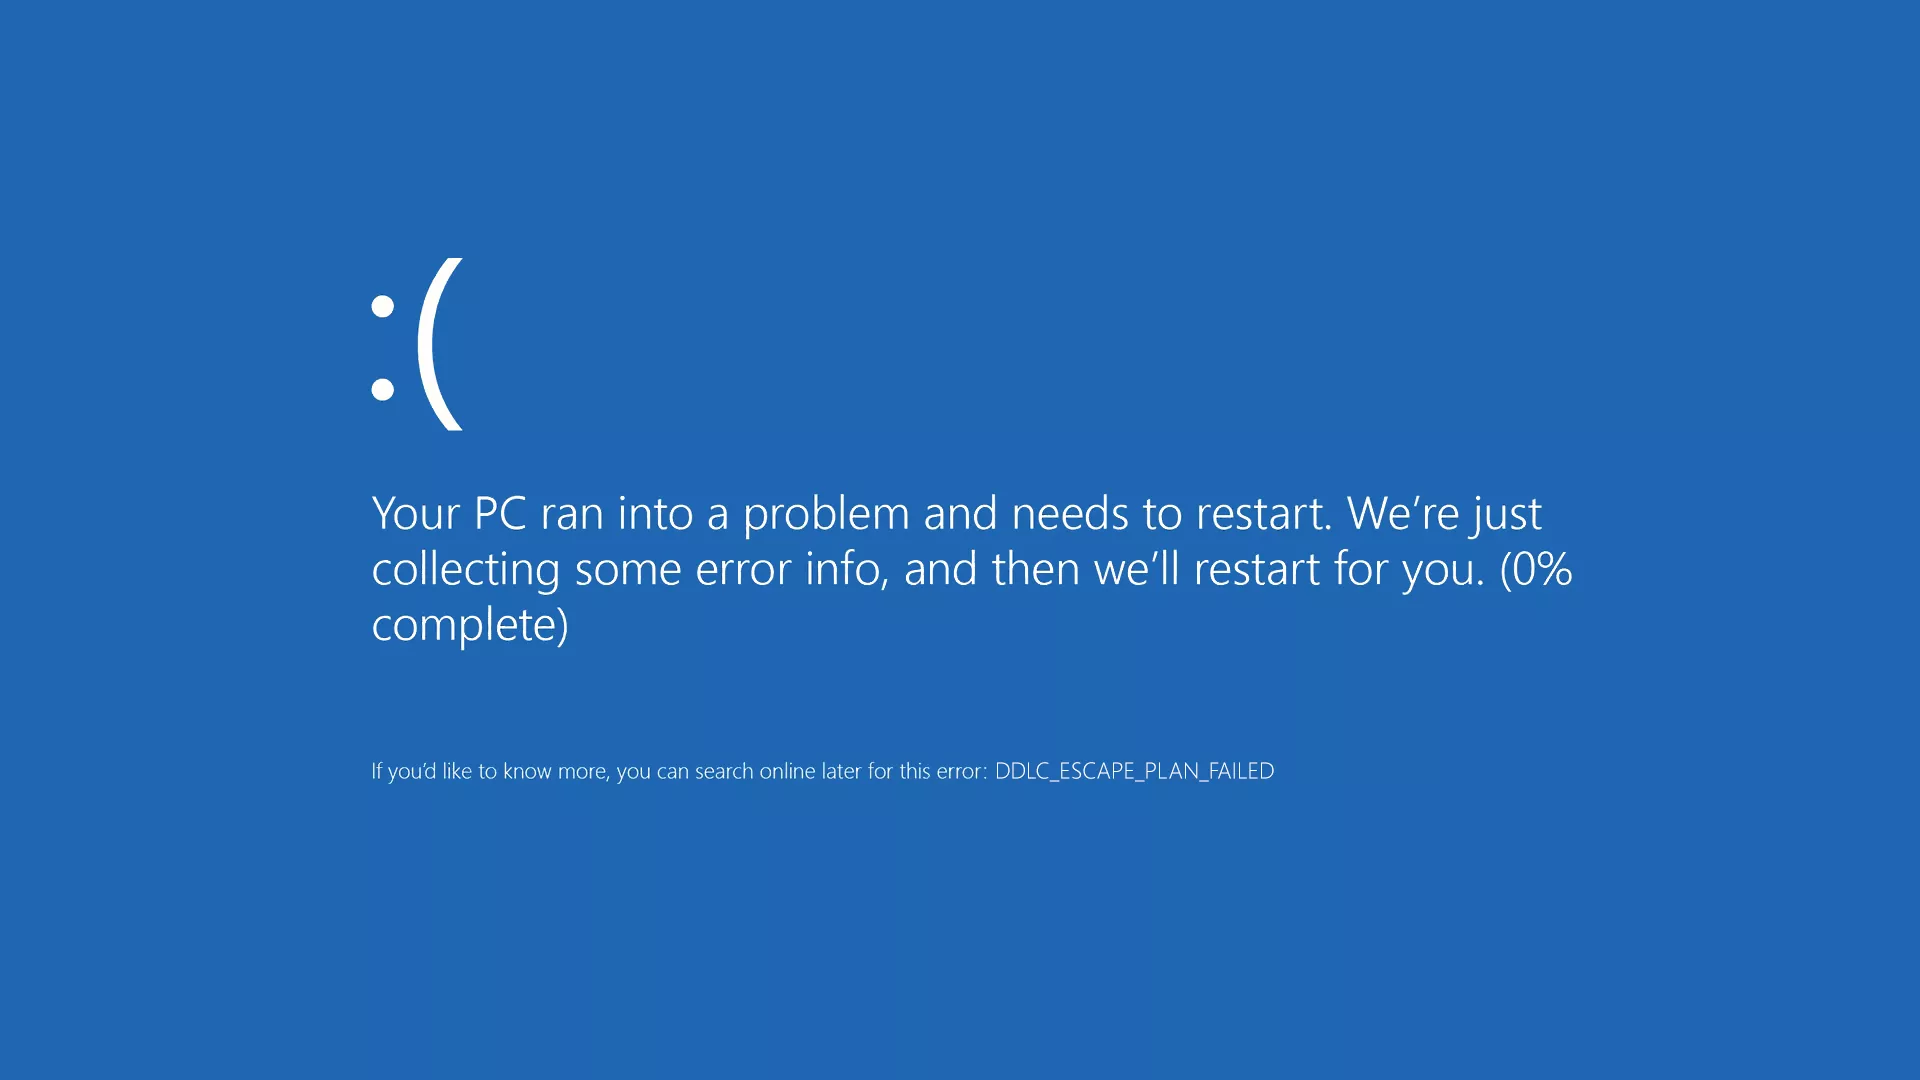 :(
Your PC ran into a problem and needs to restart. We’re just
collecting some error info, and then we’ll restart for you. (0%
complete)
If you’d like to know more, you can search online later for this error: DDLC_ESCAPE_PLAN_FAILED